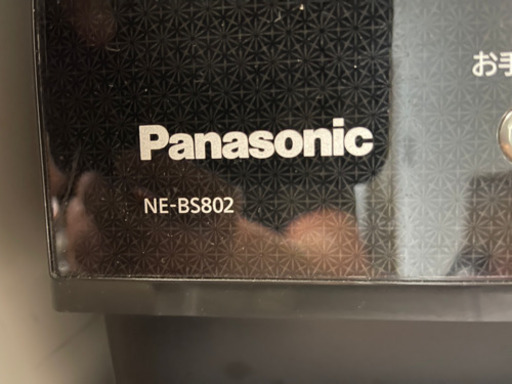 お手
Panasonic
NE-BS802